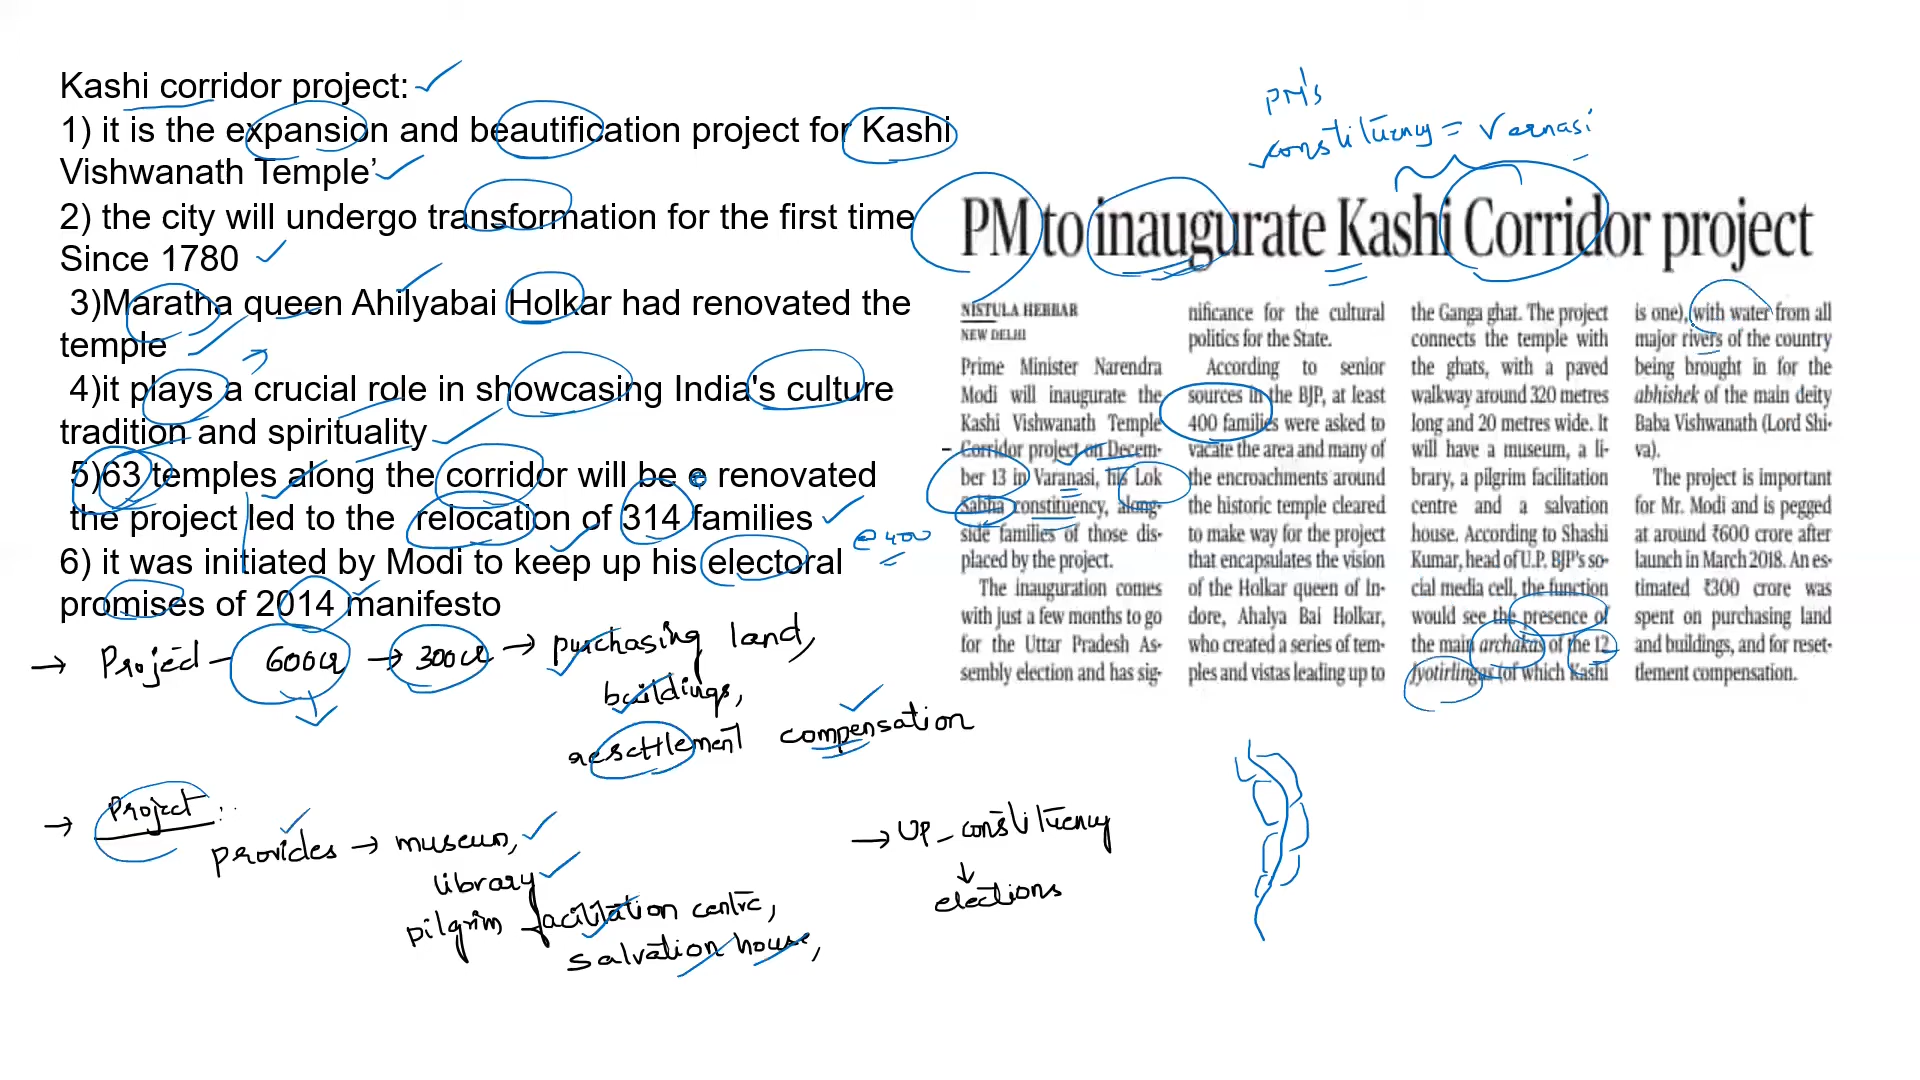 Kashi corridor project:
1) it is the expansion and beautification project for Kashi
Vishwanath Temple’
2) the city will undergo transformation for the first time
Since 1780
3)Maratha queen Ahilyabai Holkar had renovated the
temple
4)it plays a crucial role in showcasing India's culture
tradition and spirituality
5)63 temples along the corridor will be e renovated
the project led to the relocation of 314 families
@ 400
6) it was initiated by Modi to keep up his electoral
promises of 2014 manifesto
→ Project - 600cr → 300cr → purchasing land,
buildings,
resettlement compensation
→ Project :
provides → museum,
library
pilgrim facilitation centre,
salvation house,
→ UP - constituency
↓
elections
PM's
constituency = Varnasi
PM to inaugurate Kashi Corridor project
NISTULA HEBBAR
NEW DELHI
Prime Minister Narendra
Modi will inaugurate the
Kashi Vishwanath Temple
Corridor project on Decem-
ber 13 in Varanasi, his Lok
Sabha constituency, along-
side families of those dis-
placed by the project.
The inauguration comes
with just a few months to go
for the Uttar Pradesh As-
sembly election and has sig-
nificance for the cultural
politics for the State.
According to senior
sources in the BJP, at least
400 families were asked to
vacate the area and many of
the encroachments around
the historic temple cleared
to make way for the project
that encapsulates the vision
of the Holkar queen of In-
dore, Ahalya Bai Holkar,
who created a series of tem-
ples and vistas leading up to
the Ganga ghat. The project
connects the temple with
the ghats, with a paved
walkway around 320 metres
long and 20 metres wide. It
will have a museum, a li-
brary, a pilgrim facilitation
centre and a salvation
house. According to Shashi
Kumar, head of U.P. BJP's so-
cial media cell, the function
would see the presence of
the main archakas of the 12
Jyotirlingas (of which Kashi
is one), with water from all
major rivers of the country
being brought in for the
abhishek of the main deity
Baba Vishwanath (Lord Shi-
va).
The project is important
for Mr. Modi and is pegged
at around ₹600 crore after
launch in March 2018. An es-
timated ₹300 crore was
spent on purchasing land
and buildings, and for reset-
tlement compensation.